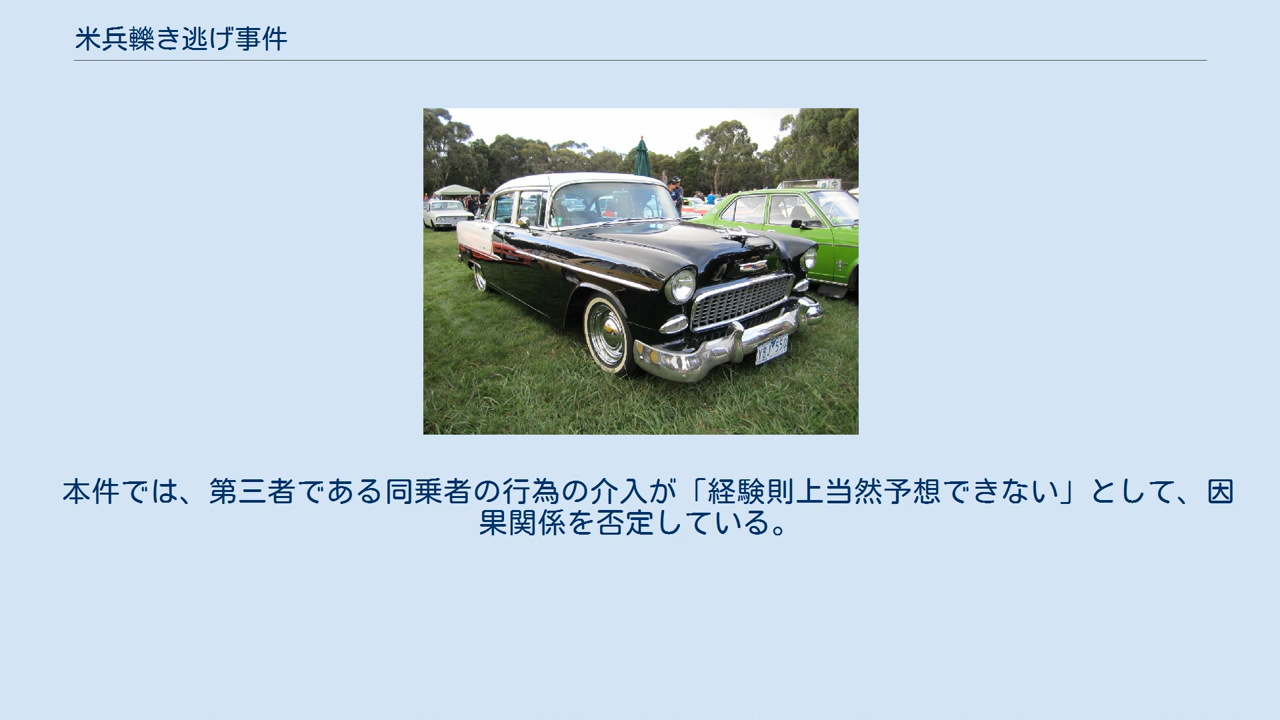 米兵轢き逃げ事件
本件では、第三者である同乗者の行為の介入が「経験則上当然予想できない」として、因
果関係を否定している。